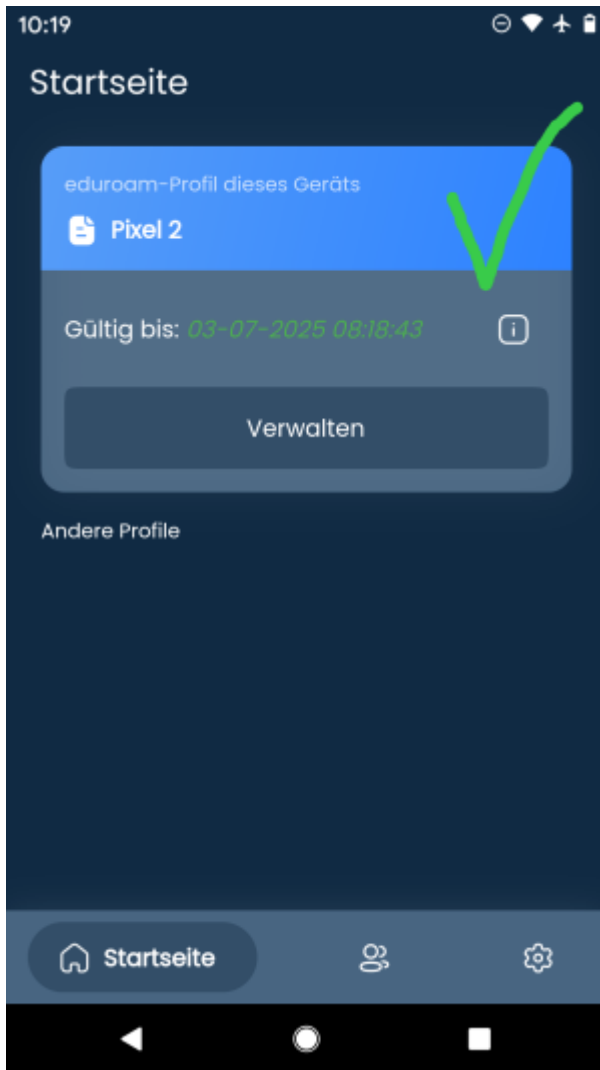 10:19
Startseite
eduroam-Profil dieses Geräts
Pixel 2
Gültig bis: 03-07-2025 08:18:43
Verwalten
Andere Profile
Startseite